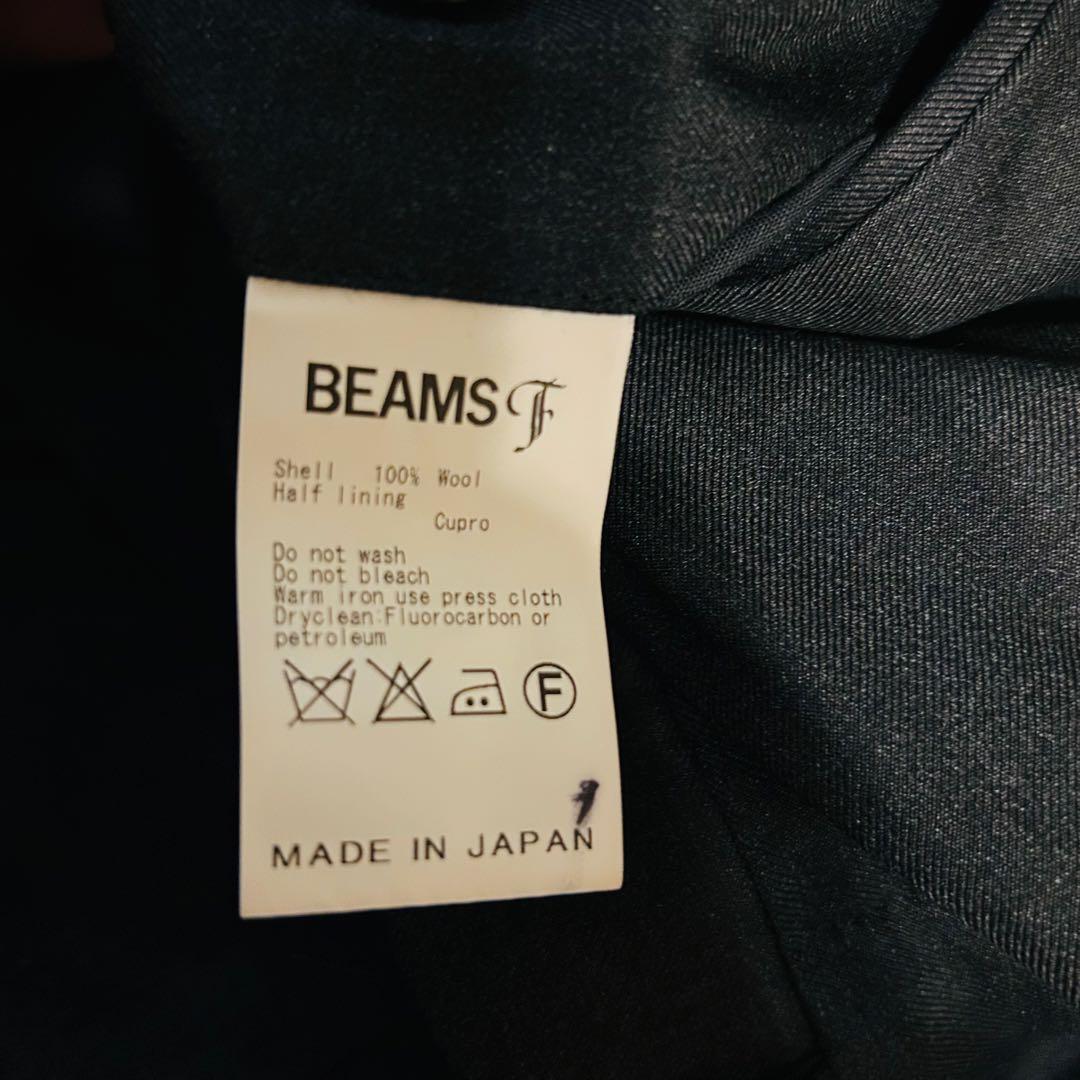 BEAMS F
Shell 100% Wool
Half lining
Cupro
Do not wash
Do not bleach
Warm iron use press cloth
Dryclean:Fluorocarbon or
petroleum
F
MADE IN JAPAN